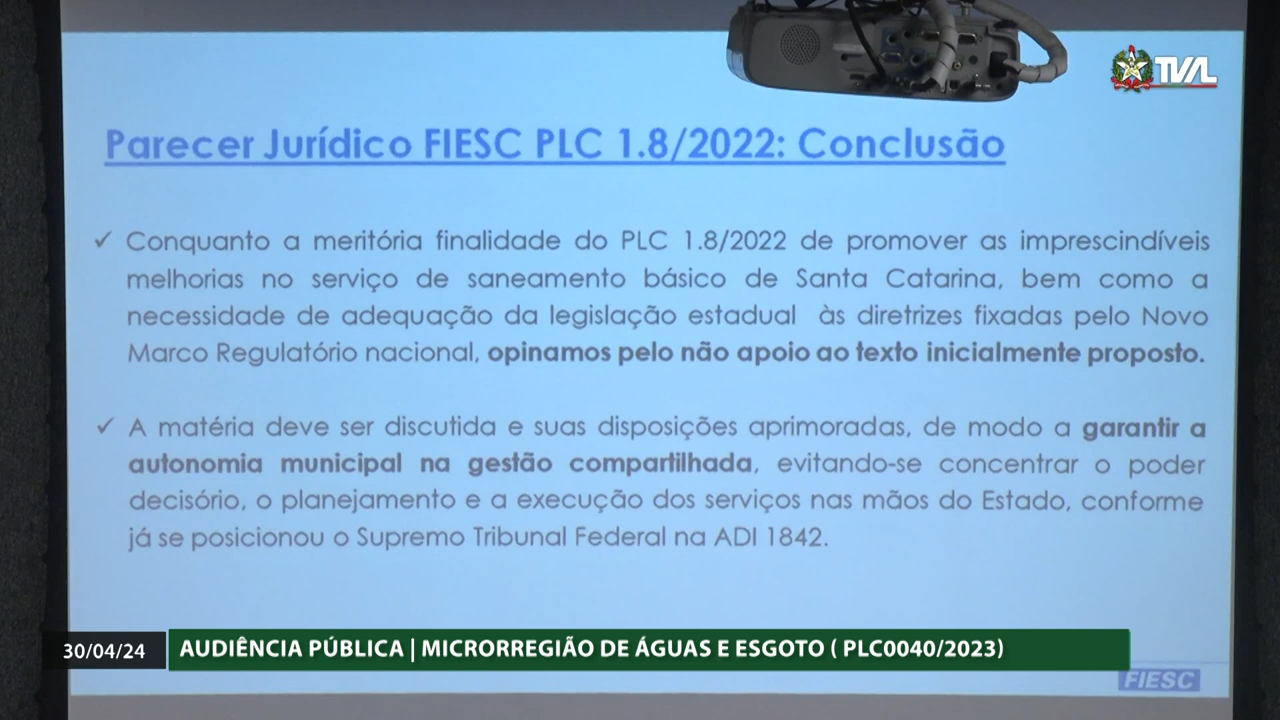 TVAL
Parecer Jurídico FIESC PLC 1.8/2022: Conclusão
✓ Conquanto a meritória finalidade do PLC 1.8/2022 de promover as imprescindíveis
melhorias no serviço de saneamento básico de Santa Catarina, bem como a
necessidade de adequação da legislação estadual às diretrizes fixadas pelo Novo
Marco Regulatório nacional, opinamos pelo não apoio ao texto inicialmente proposto.
✓ A matéria deve ser discutida e suas disposições aprimoradas, de modo a garantir a
autonomia municipal na gestão compartilhada, evitando-se concentrar o poder
decisório, o planejamento e a execução dos serviços nas mãos do Estado, conforme
já se posicionou o Supremo Tribunal Federal na ADI 1842.
30/04/24 AUDIÊNCIA PÚBLICA | MICRORREGIÃO DE ÁGUAS E ESGOTO ( PLC0040/2023)
FIESC